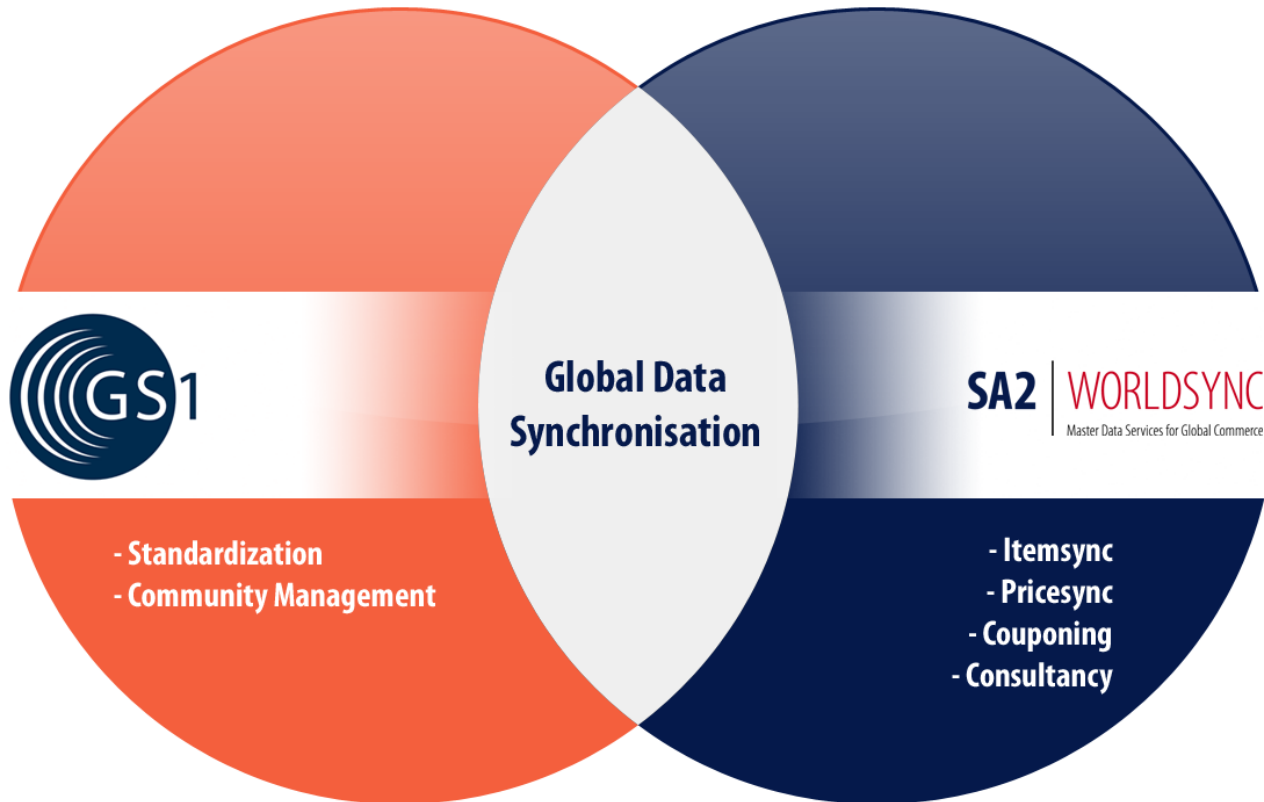 GS1
- Standardization
- Community Management
Global Data
Synchronisation
SA2 | WORLDSYNC
Master Data Services for Global Commerce
- Itemsync
- Pricesync
- Couponing
- Consultancy